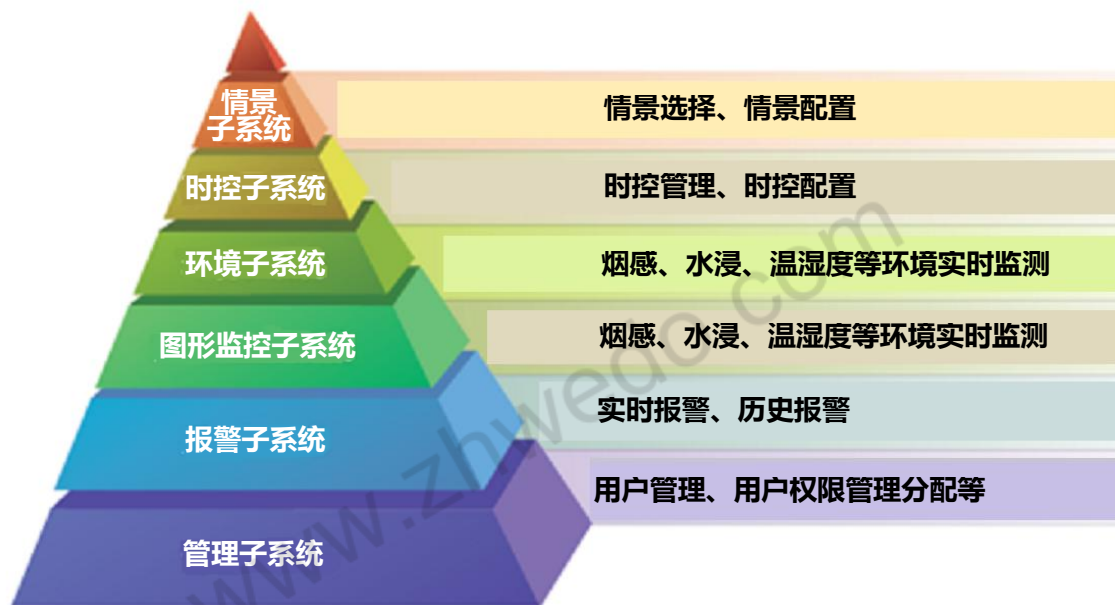 情景
子系统
情景选择、情景配置
时控子系统
时控管理、时控配置
环境子系统
烟感、水浸、温湿度等环境实时监测
图形监控子系统
烟感、水浸、温湿度等环境实时监测
报警子系统
实时报警、历史报警
管理子系统
用户管理、用户权限管理分配等
www.zhwedo.com